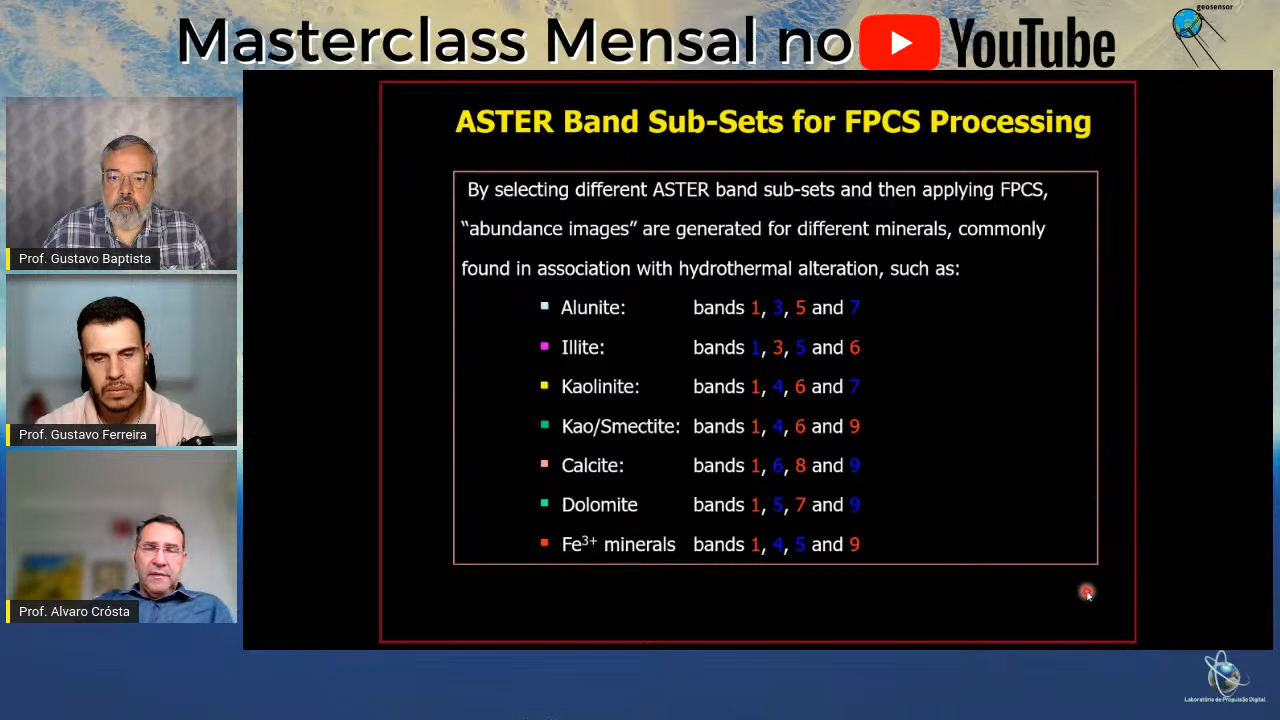 Masterclass Mensal no YouTube
geosensor
ASTER Band Sub-Sets for FPCS Processing
By selecting different ASTER band sub-sets and then applying FPCS,
“abundance images” are generated for different minerals, commonly
found in association with hydrothermal alteration, such as:
Alunite: bands 1, 3, 5 and 7
Illite: bands 1, 3, 5 and 6
Kaolinite: bands 1, 4, 6 and 7
Kao/Smectite: bands 1, 4, 6 and 9
Calcite: bands 1, 6, 8 and 9
Dolomite bands 1, 5, 7 and 9
Fe³⁺ minerals bands 1, 4, 5 and 9
Prof. Gustavo Baptista
Prof. Gustavo Ferreira
Prof. Alvaro Crósta
Laboratório de Propulsão Digital